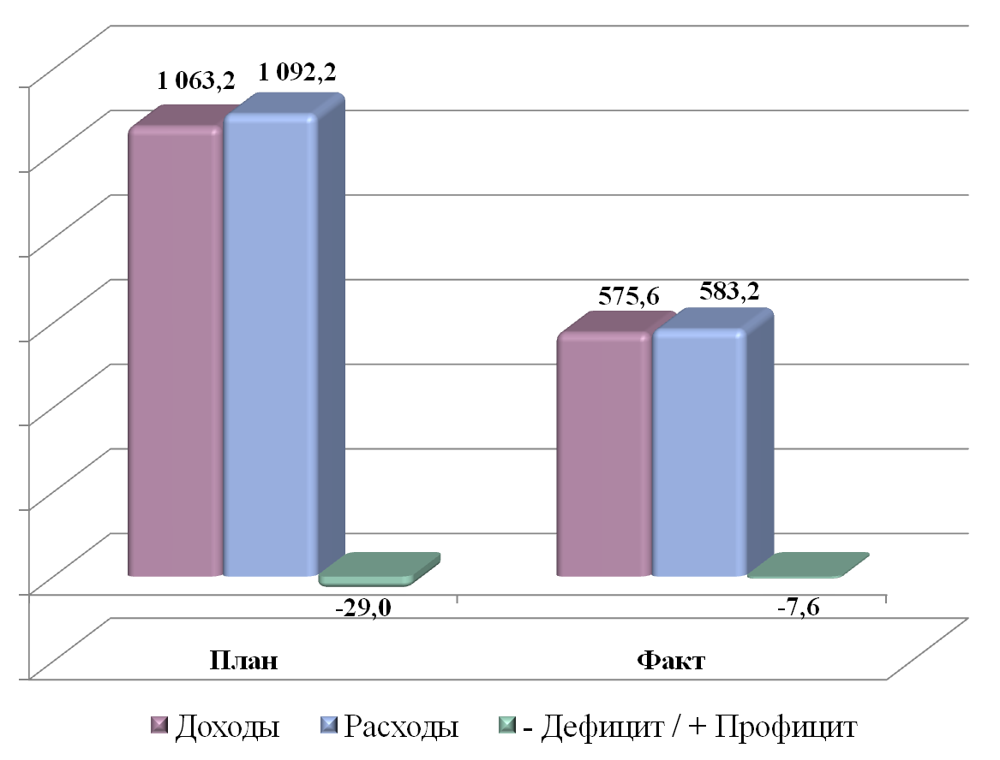 1 063,2 1 092,2
575,6 583,2
-29,0 -7,6
План Факт
Доходы Расходы - Дефицит / + Профицит